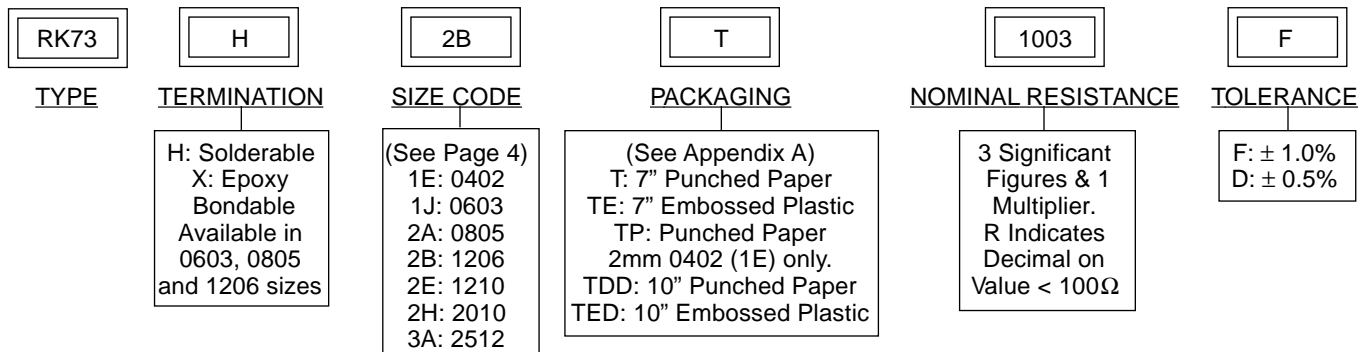 RK73 H 2B T 1003 F
TYPE TERMINATION SIZE CODE PACKAGING NOMINAL RESISTANCE TOLERANCE
H: Solderable
X: Epoxy
Bondable
Available in
0603, 0805
and 1206 sizes
(See Page 4)
1E: 0402
1J: 0603
2A: 0805
2B: 1206
2E: 1210
2H: 2010
3A: 2512
(See Appendix A)
T: 7” Punched Paper
TE: 7” Embossed Plastic
TP: Punched Paper
2mm 0402 (1E) only.
TDD: 10” Punched Paper
TED: 10” Embossed Plastic
3 Significant
Figures & 1
Multiplier.
R Indicates
Decimal on
Value < 100Ω
F: ± 1.0%
D: ± 0.5%